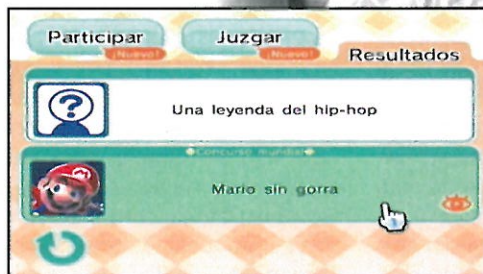 Participar
¡Nuevo!
Juzgar
¡Nuevo!
Resultados
Una leyenda del hip-hop
Concurso mundial
Mario sin gorra